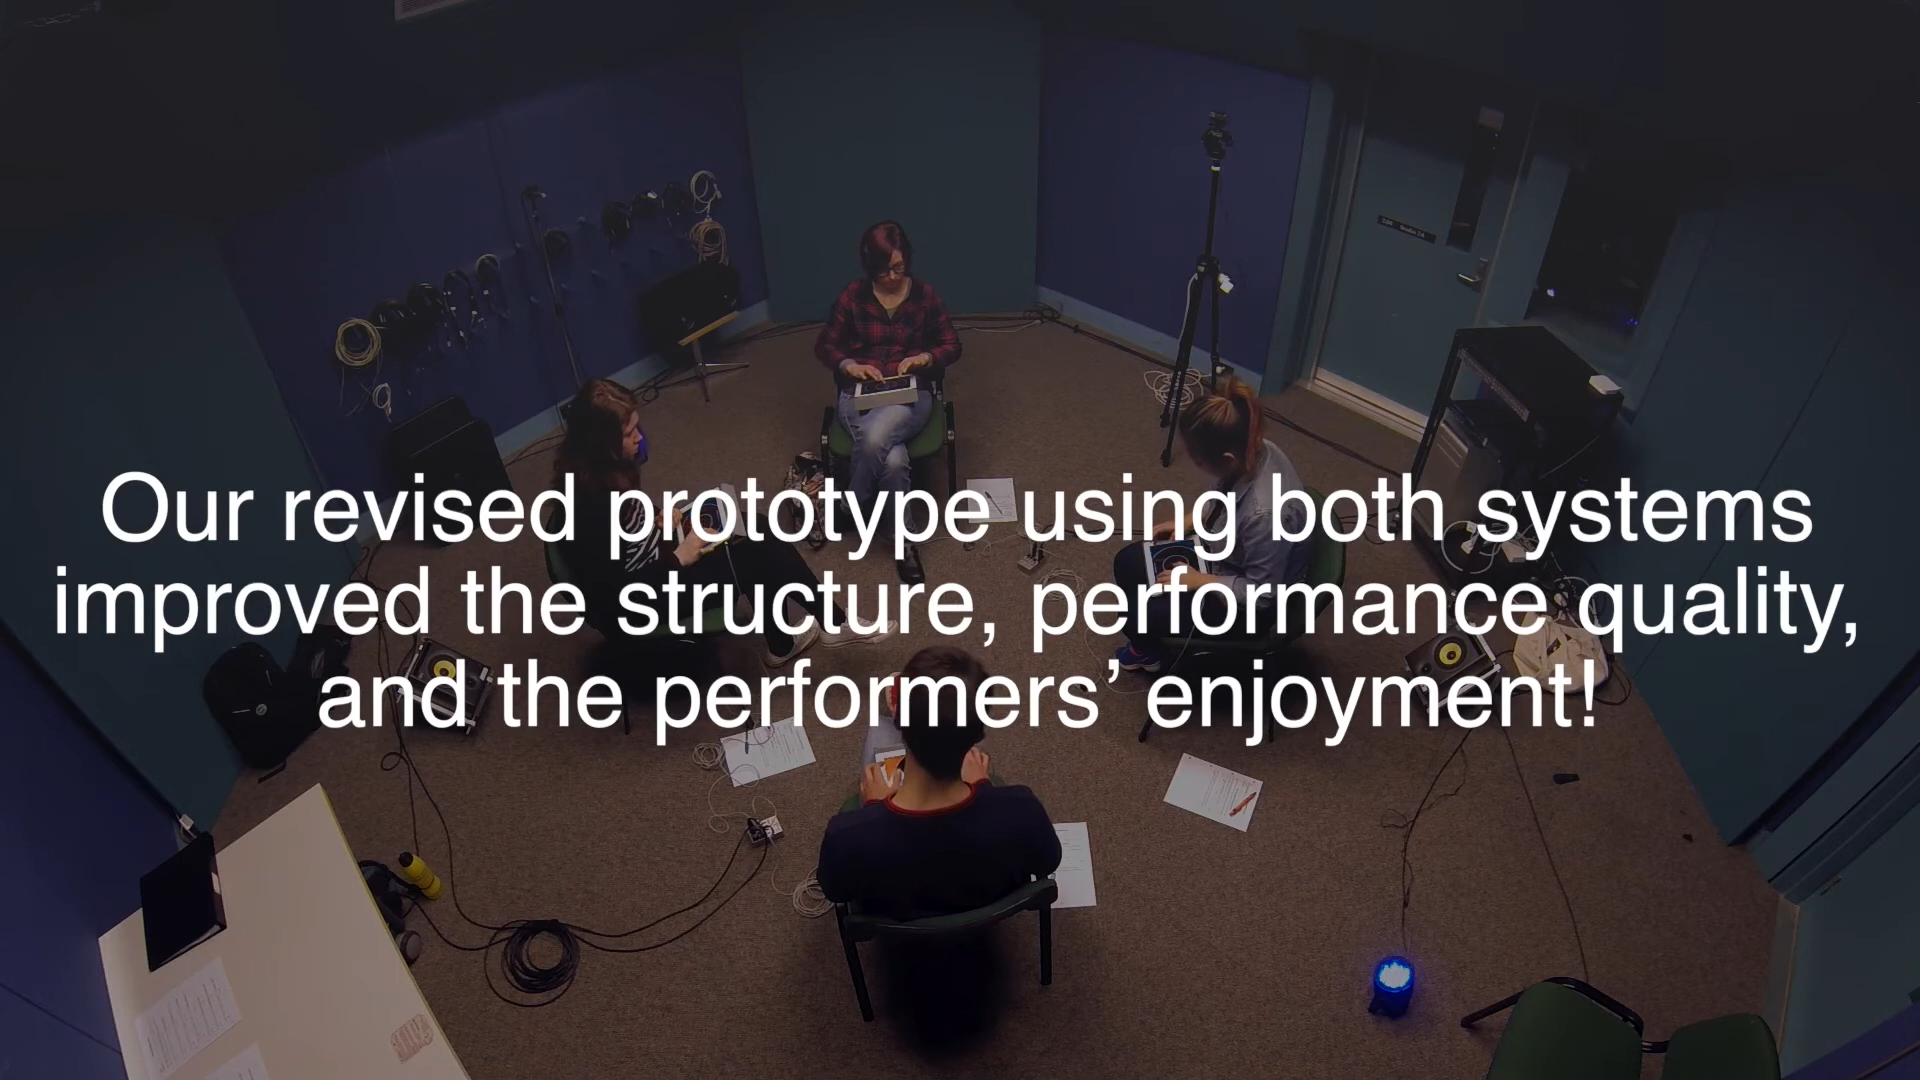 Our revised prototype using both systems
improved the structure, performance quality,
and the performers’ enjoyment!